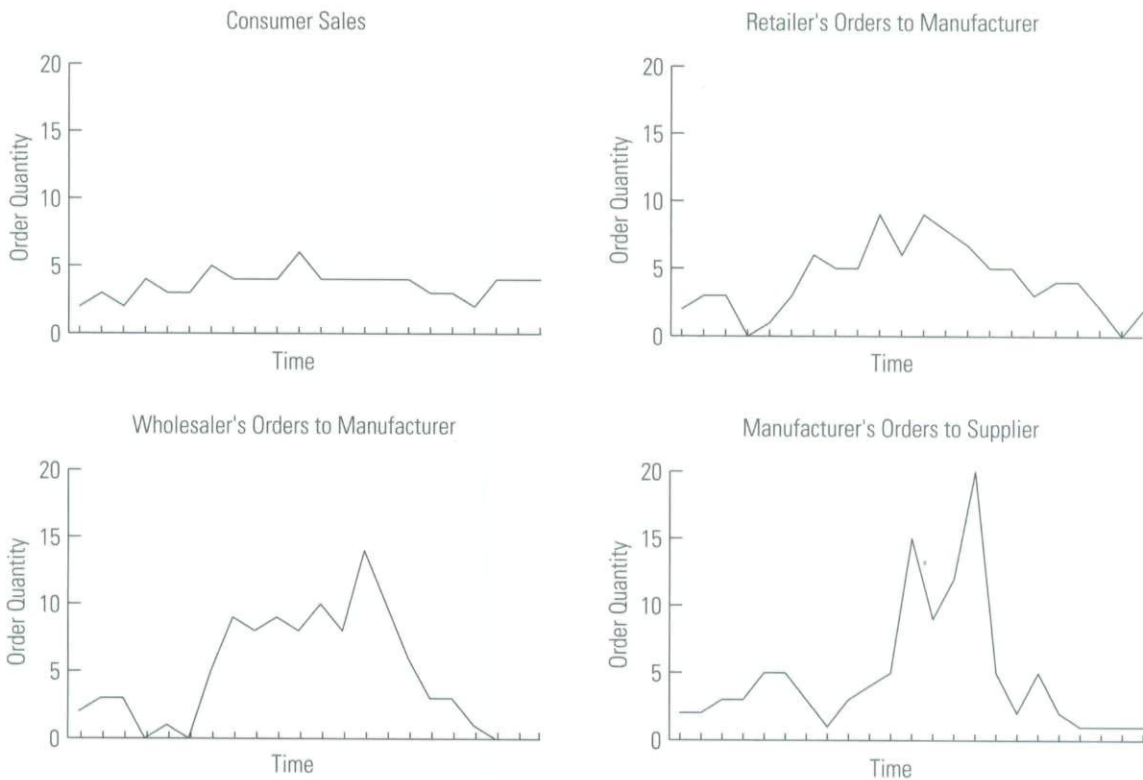 Consumer Sales
20
15
10
5
0
Order Quantity
Time
Retailer's Orders to Manufacturer
20
15
10
5
0
Order Quantity
Time
Wholesaler's Orders to Manufacturer
20
15
10
5
0
Order Quantity
Time
Manufacturer's Orders to Supplier
20
15
10
5
0
Order Quantity
Time